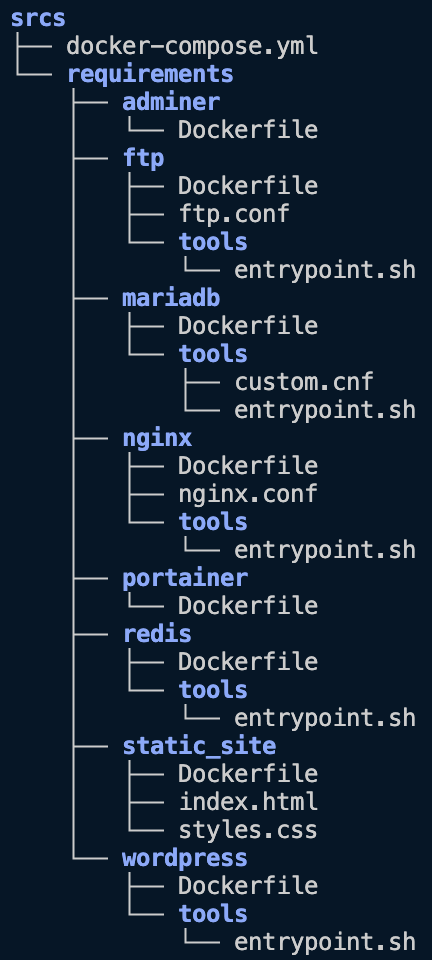 srcs
├── docker-compose.yml
└── requirements
    ├── adminer
    │   └── Dockerfile
    ├── ftp
    │   ├── Dockerfile
    │   ├── ftp.conf
    │   └── tools
    │       └── entrypoint.sh
    ├── mariadb
    │   ├── Dockerfile
    │   └── tools
    │       ├── custom.cnf
    │       └── entrypoint.sh
    ├── nginx
    │   ├── Dockerfile
    │   ├── nginx.conf
    │   └── tools
    │       └── entrypoint.sh
    ├── portainer
    │   └── Dockerfile
    ├── redis
    │   ├── Dockerfile
    │   └── tools
    │       └── entrypoint.sh
    ├── static_site
    │   ├── Dockerfile
    │   ├── index.html
    │   └── styles.css
    └── wordpress
        ├── Dockerfile
        └── tools
            └── entrypoint.sh